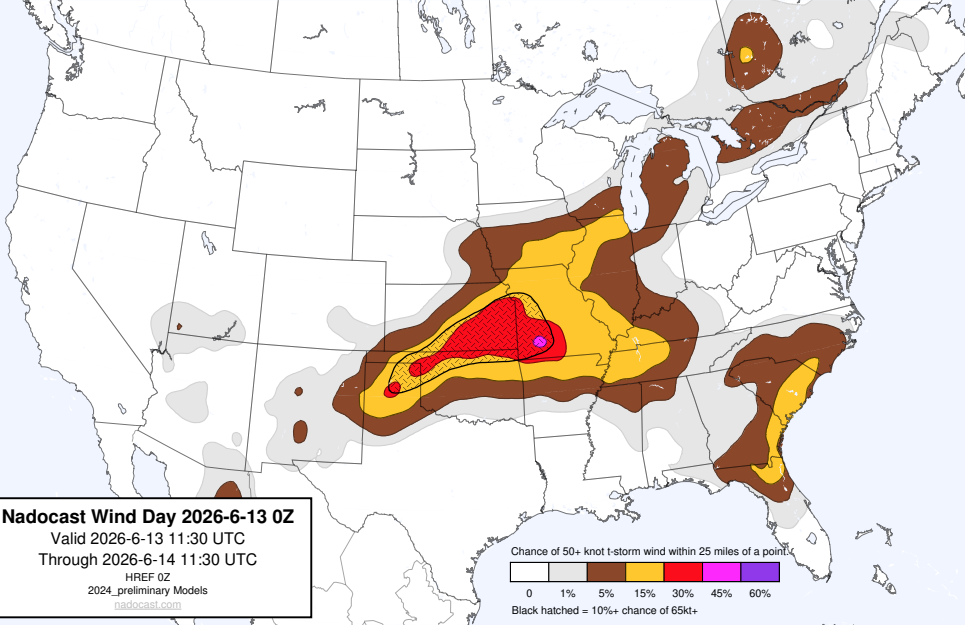 Nadocast Wind Day 2026-6-13 0Z
Valid 2026-6-13 11:30 UTC
Through 2026-6-14 11:30 UTC
HREF 0Z
2024_preliminary Models
nadocast.com
Chance of 50+ knot t-storm wind within 25 miles of a point.
0 1% 5% 15% 30% 45% 60%
Black hatched = 10%+ chance of 65kt+